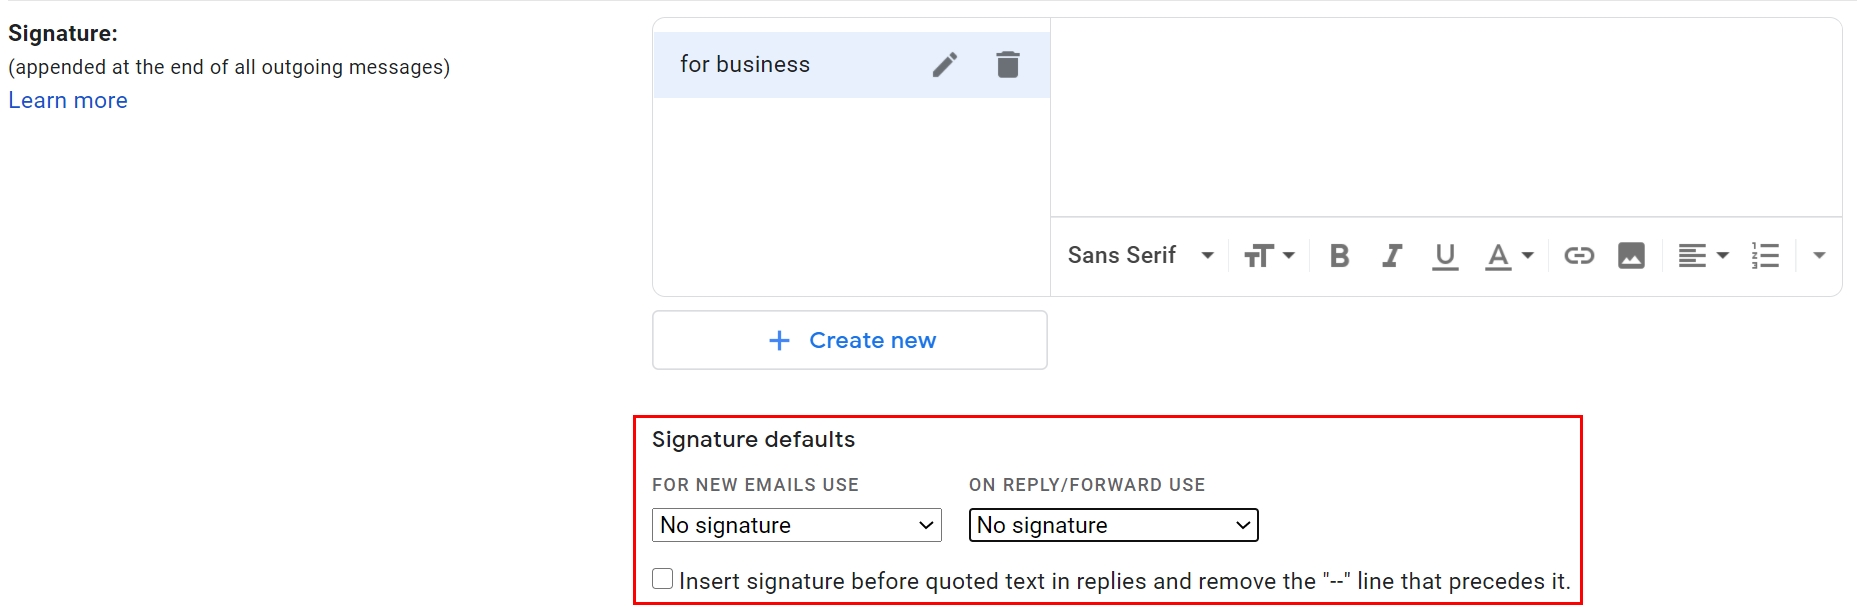 Signature:
(appended at the end of all outgoing messages)
Learn more
for business
Sans Serif
Create new
Signature defaults
FOR NEW EMAILS USE
ON REPLY/FORWARD USE
No signature
No signature
Insert signature before quoted text in replies and remove the "--" line that precedes it.